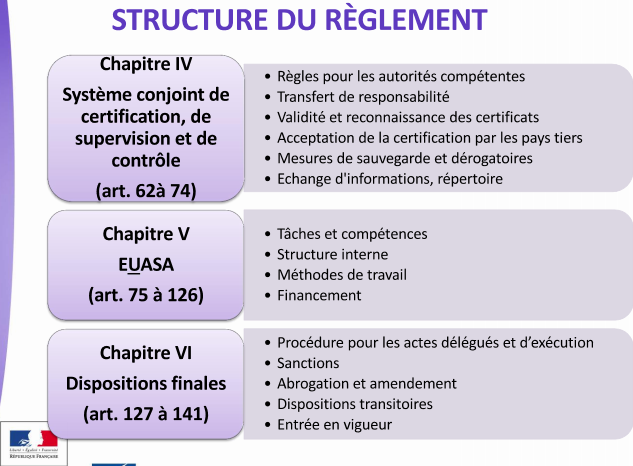 STRUCTURE DU RÈGLEMENT
Chapitre IV
Système conjoint de
certification, de
supervision et de
contrôle
(art. 62à 74)
• Règles pour les autorités compétentes
• Transfert de responsabilité
• Validité et reconnaissance des certificats
• Acceptation de la certification par les pays tiers
• Mesures de sauvegarde et dérogatoires
• Echange d'informations, répertoire
Chapitre V
EUASA
(art. 75 à 126)
• Tâches et compétences
• Structure interne
• Méthodes de travail
• Financement
Chapitre VI
Dispositions finales
(art. 127 à 141)
• Procédure pour les actes délégués et d’exécution
• Sanctions
• Abrogation et amendement
• Dispositions transitoires
• Entrée en vigueur
Liberté • Égalité • Fraternité
RÉPUBLIQUE FRANÇAISE